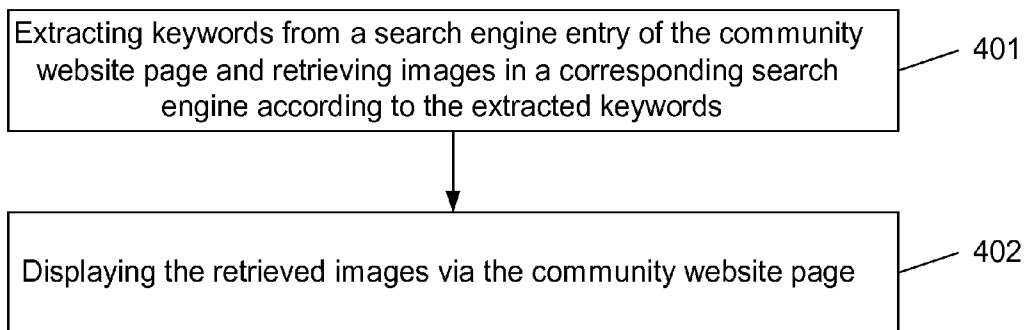 Extracting keywords from a search engine entry of the community
website page and retrieving images in a corresponding search
engine according to the extracted keywords
401
Displaying the retrieved images via the community website page
402